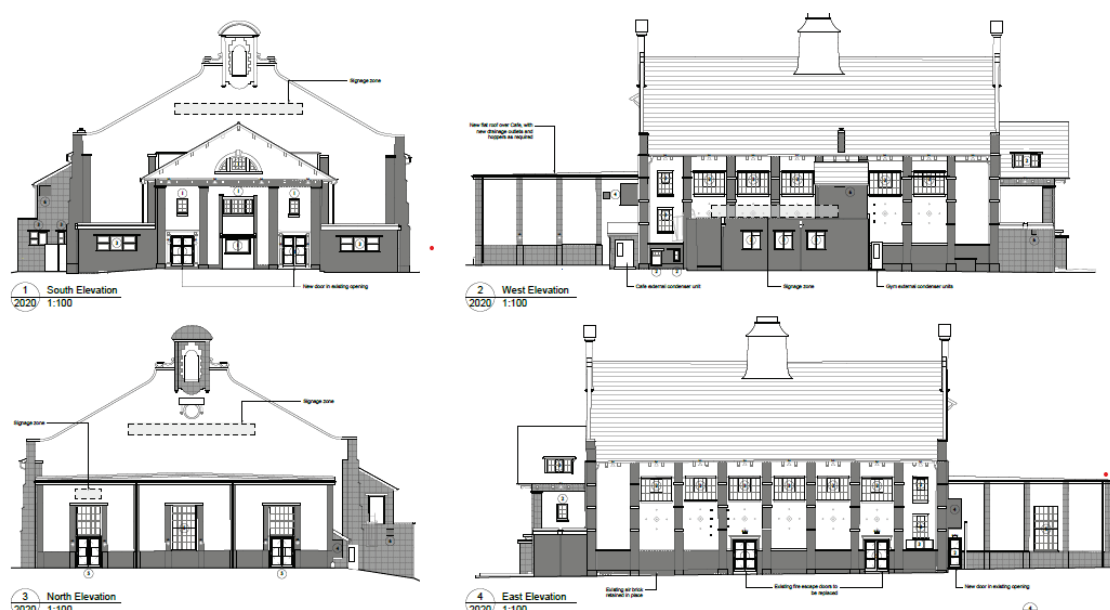 Signage zone
New door in existing opening
1 South Elevation
2020 1:100
New flat roof over Cafe, with
new drainage outlets and
hoppers as required
Cafe external condenser unit
Signage zone
Gym external condenser units
2 West Elevation
2020 1:100
Signage zone
Signage zone
3 North Elevation
2020 1:100
Existing air brick
retained in place
Existing fire escape doors to
be replaced
New door in existing opening
4 East Elevation
2020 1:100